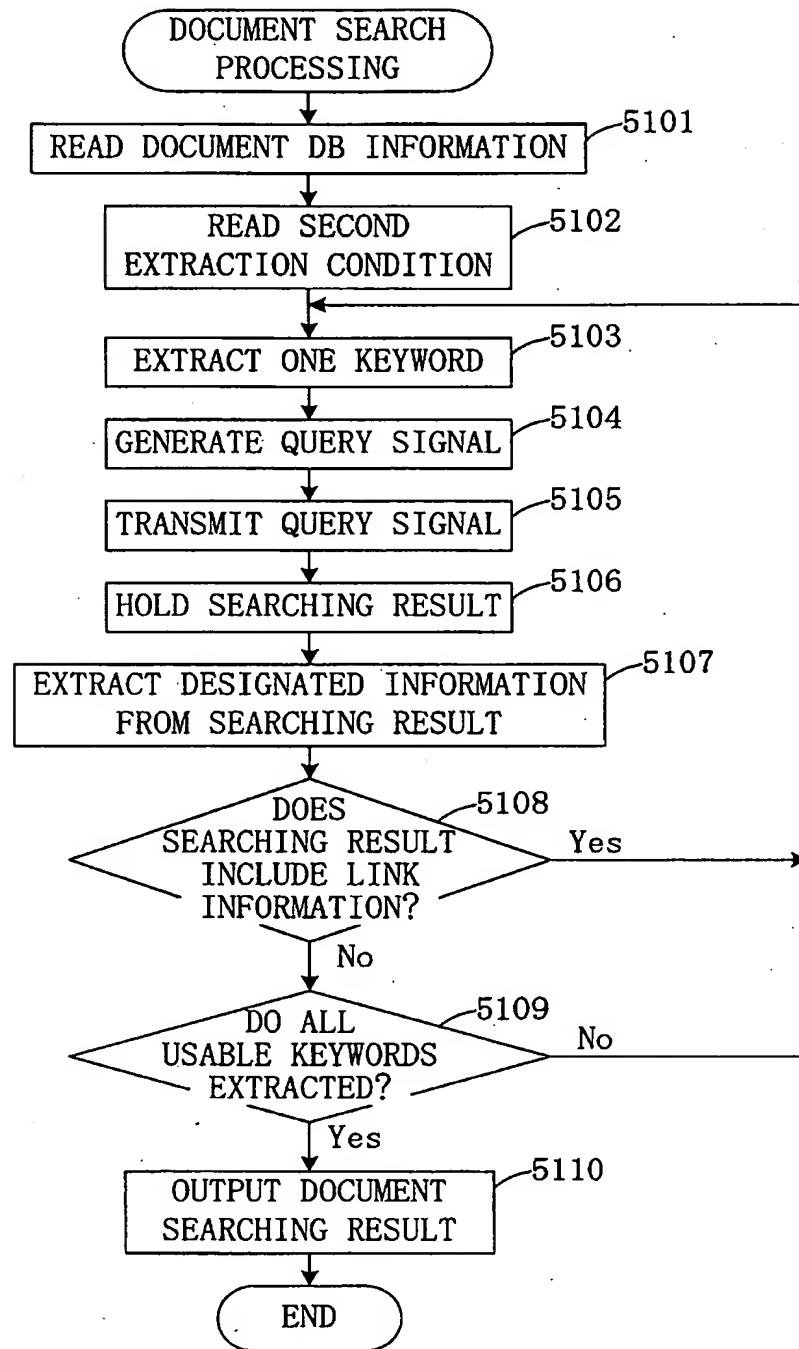 DOCUMENT SEARCH
PROCESSING
5101
READ DOCUMENT DB INFORMATION
5102
READ SECOND
EXTRACTION CONDITION
5103
EXTRACT ONE KEYWORD
5104
GENERATE QUERY SIGNAL
5105
TRANSMIT QUERY SIGNAL
5106
HOLD SEARCHING RESULT
5107
EXTRACT DESIGNATED INFORMATION
FROM SEARCHING RESULT
5108
DOES
SEARCHING RESULT
INCLUDE LINK
INFORMATION?
Yes
No
5109
DO ALL
USABLE KEYWORDS
EXTRACTED?
No
Yes
5110
OUTPUT DOCUMENT
SEARCHING RESULT
END